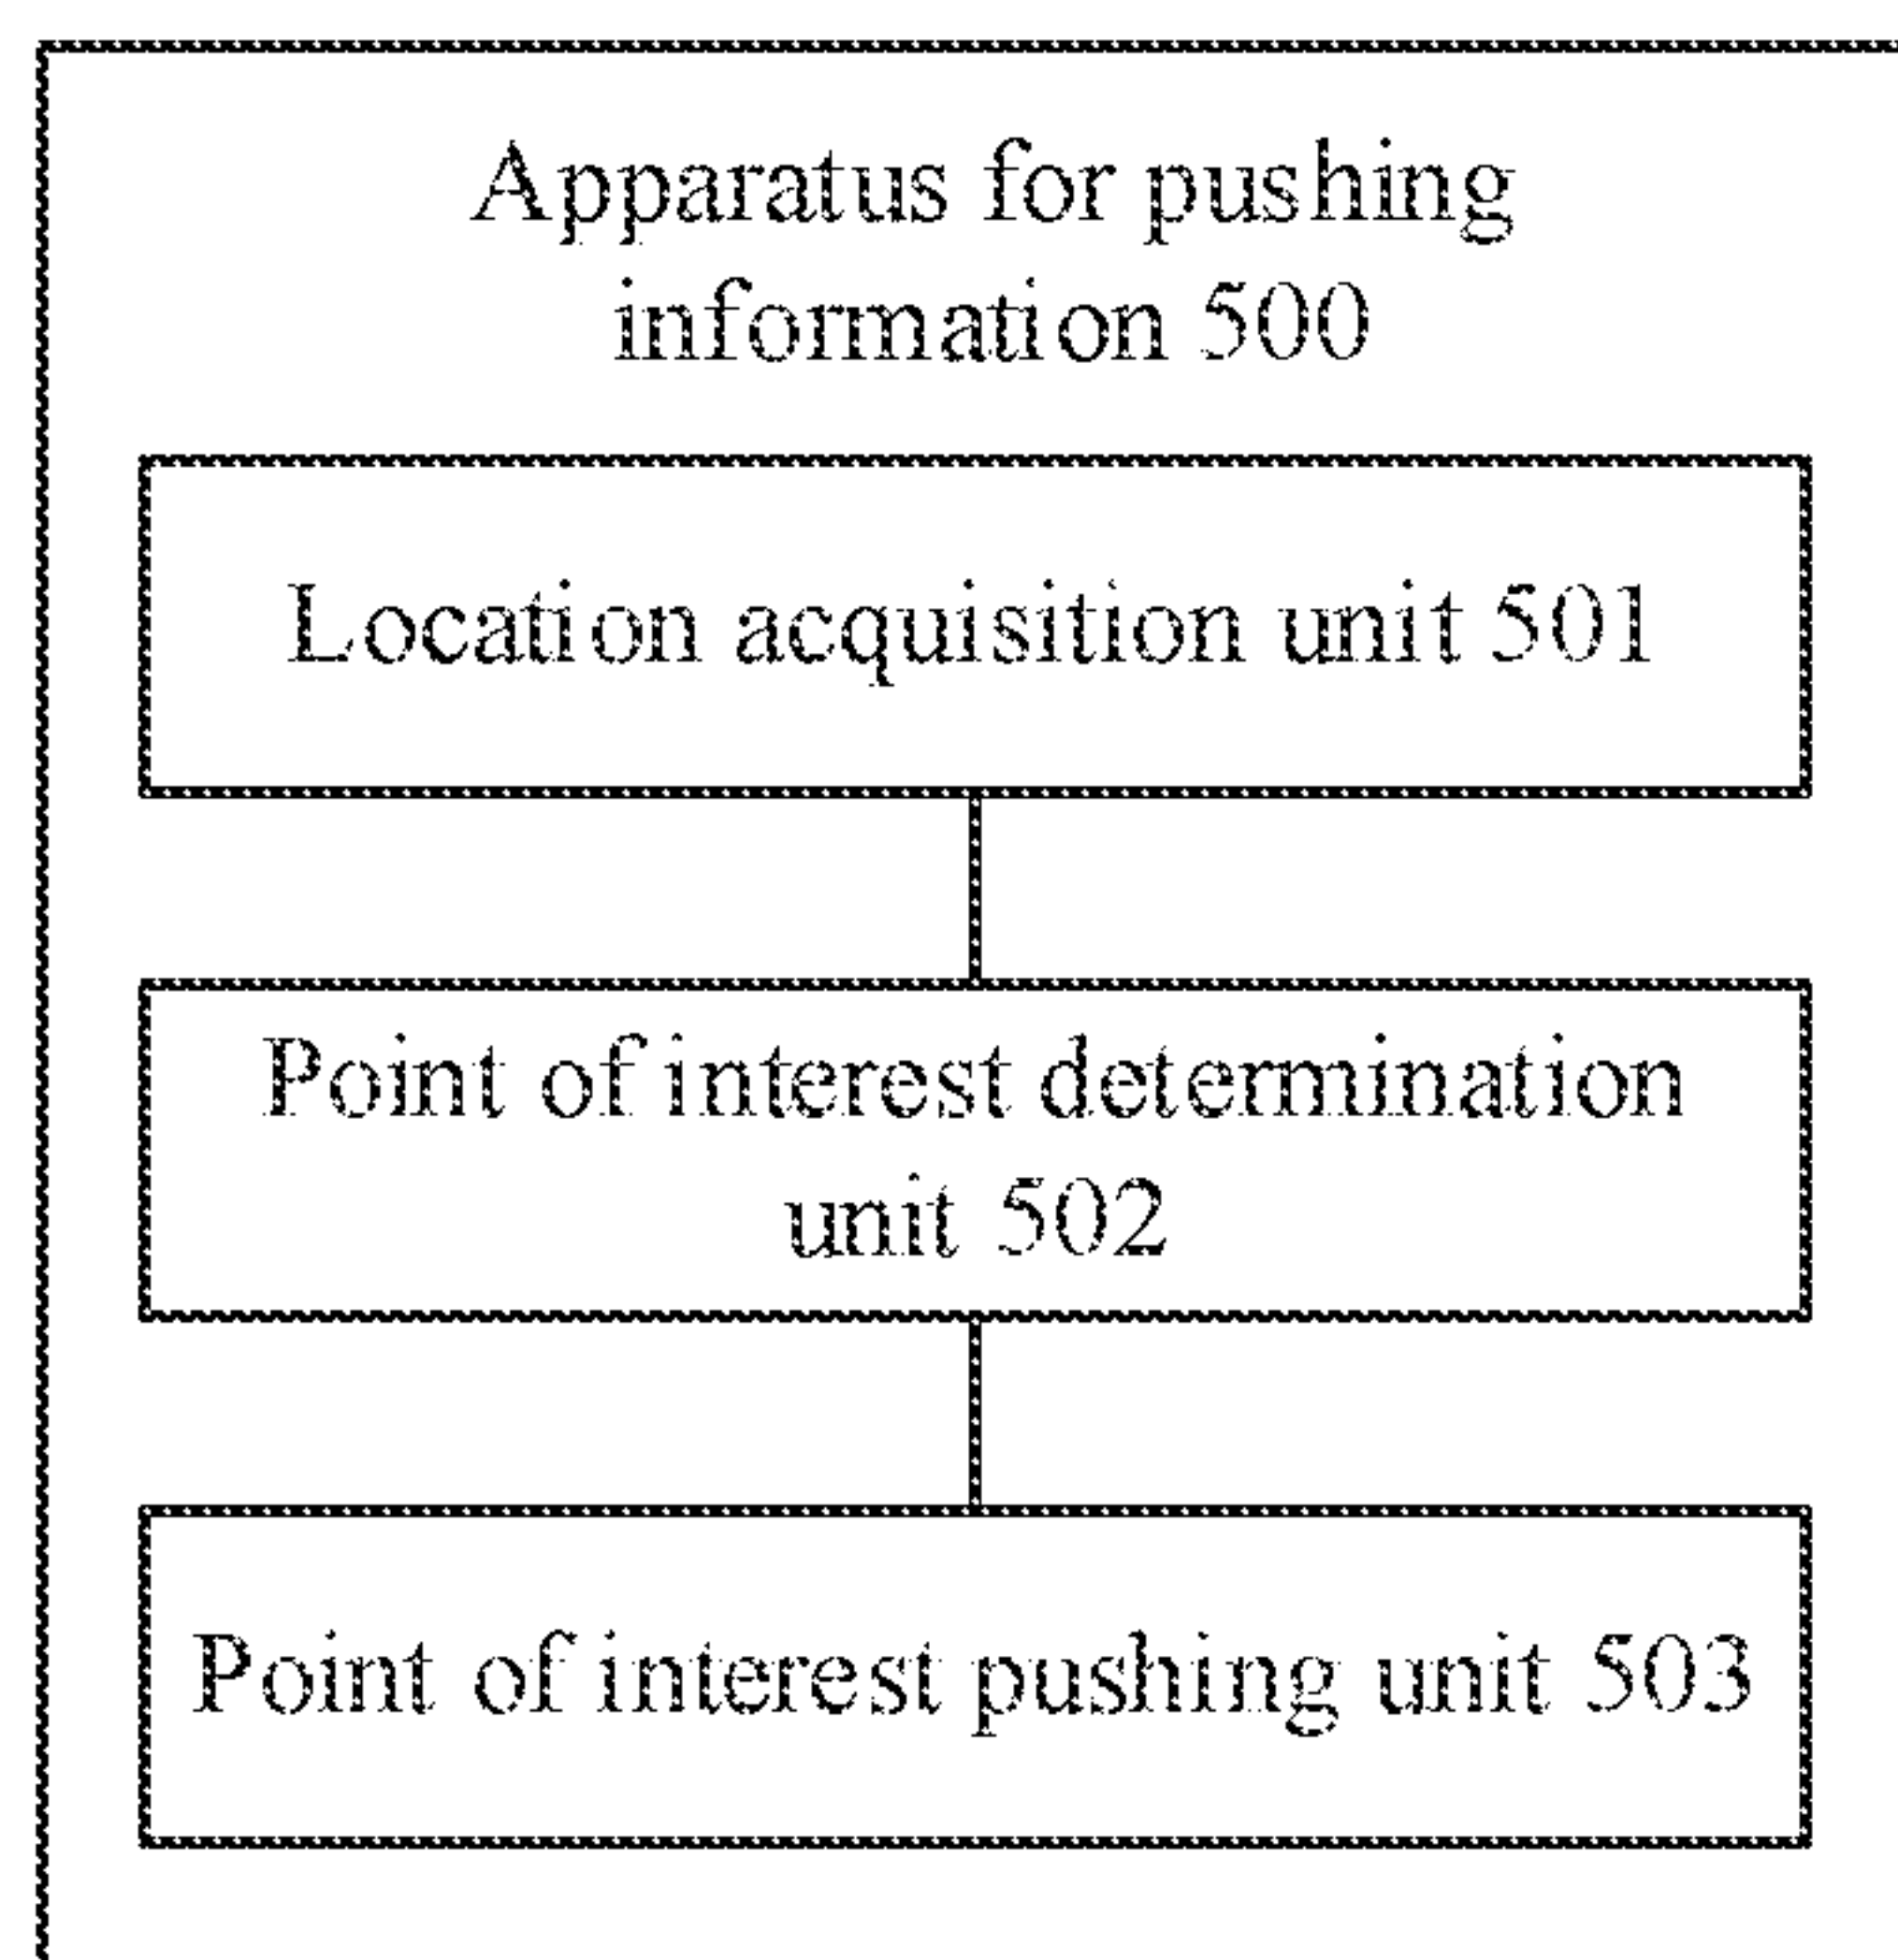 Apparatus for pushing
information 500
Location acquisition unit 501
Point of interest determination
unit 502
Point of interest pushing unit 503